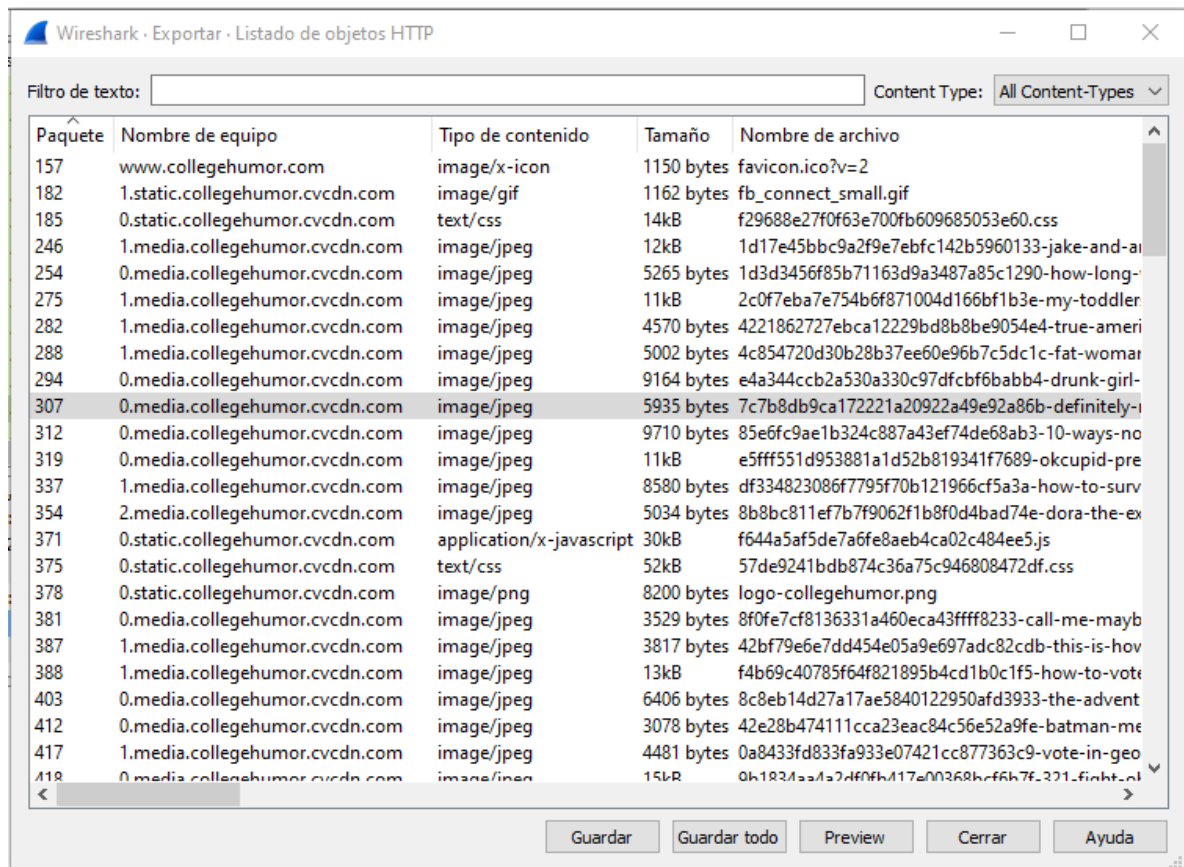 Wireshark · Exportar · Listado de objetos HTTP
Filtro de texto: Content Type: All Content-Types
Paquete Nombre de equipo Tipo de contenido Tamaño Nombre de archivo
157 www.collegehumor.com image/x-icon 1150 bytes favicon.ico?v=2
182 1.static.collegehumor.cvcdn.com image/gif 1162 bytes fb_connect_small.gif
185 0.static.collegehumor.cvcdn.com text/css 14kB f29688e27f0f63e700fb609685053e60.css
246 1.media.collegehumor.cvcdn.com image/jpeg 12kB 1d17e45bbc9a2f9e7ebfc142b5960133-jake-and-ar
254 0.media.collegehumor.cvcdn.com image/jpeg 5265 bytes 1d3d3456f85b71163d9a3487a85c1290-how-long-
275 1.media.collegehumor.cvcdn.com image/jpeg 11kB 2c0f7eba7e754b6f871004d166bf1b3e-my-toddler
282 1.media.collegehumor.cvcdn.com image/jpeg 4570 bytes 4221862727ebca12229bd8b8be9054e4-true-ameri
288 1.media.collegehumor.cvcdn.com image/jpeg 5002 bytes 4c854720d30b28b37ee60e96b7c5dc1c-fat-woman
294 0.media.collegehumor.cvcdn.com image/jpeg 9164 bytes e4a344ccb2a530a330c97dfcbf6babb4-drunk-girl-
307 0.media.collegehumor.cvcdn.com image/jpeg 5935 bytes 7c7b8db9ca172221a20922a49e92a86b-definitely-
312 0.media.collegehumor.cvcdn.com image/jpeg 9710 bytes 85e6fc9ae1b324c887a43ef74de68ab3-10-ways-no
319 0.media.collegehumor.cvcdn.com image/jpeg 11kB e5fff551d953881a1d52b819341f7689-okcupid-pre
337 1.media.collegehumor.cvcdn.com image/jpeg 8580 bytes df334823086f7795f70b121966cf5a3a-how-to-surv
354 2.media.collegehumor.cvcdn.com image/jpeg 5034 bytes 8b8bc811ef7b7f9062f1b8f0d4bad74e-dora-the-ex
371 0.static.collegehumor.cvcdn.com application/x-javascript 30kB f644a5af5de7a6fe8aeb4ca02c484ee5.js
375 0.static.collegehumor.cvcdn.com text/css 52kB 57de9241bdb874c36a75c946808472df.css
378 0.static.collegehumor.cvcdn.com image/png 8200 bytes logo-collegehumor.png
381 0.media.collegehumor.cvcdn.com image/jpeg 3529 bytes 8f0fe7cf8136331a460eca43ffff8233-call-me-mayb
387 1.media.collegehumor.cvcdn.com image/jpeg 3817 bytes 42bf79e6e7dd454e05a9e697adc82cdb-this-is-how
388 1.media.collegehumor.cvcdn.com image/jpeg 13kB f4b69c40785f64f821895b4cd1b0c1f5-how-to-vote
403 0.media.collegehumor.cvcdn.com image/jpeg 6406 bytes 8c8eb14d27a17ae5840122950afd3933-the-advent
412 0.media.collegehumor.cvcdn.com image/jpeg 3078 bytes 42e28b474111cca23eac84c56e52a9fe-batman-me
417 1.media.collegehumor.cvcdn.com image/jpeg 4481 bytes 0a8433fd833fa933e07421cc877363c9-vote-in-geo
418 0.media.collegehumor.cvcdn.com image/jpeg 15kB
Guardar Guardar todo Preview Cerrar Ayuda